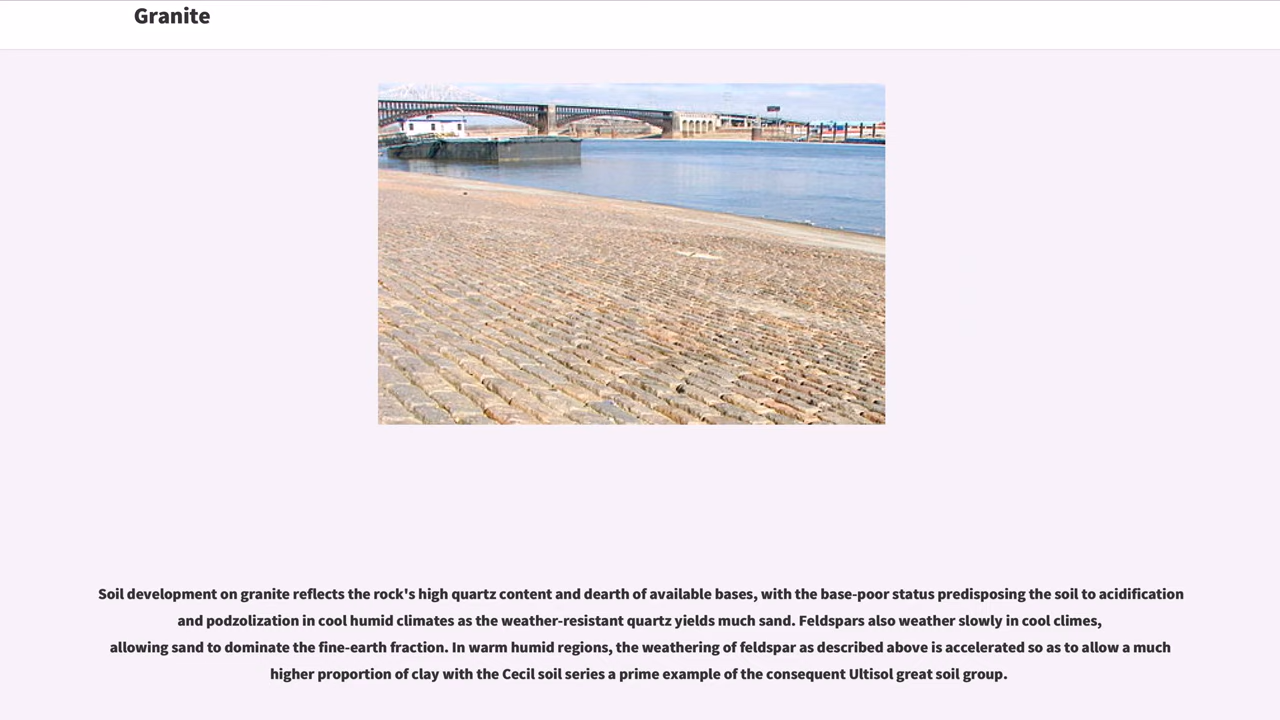 Granite
Soil development on granite reflects the rock's high quartz content and dearth of available bases, with the base-poor status predisposing the soil to acidification
and podzolization in cool humid climates as the weather-resistant quartz yields much sand. Feldspars also weather slowly in cool climes,
allowing sand to dominate the fine-earth fraction. In warm humid regions, the weathering of feldspar as described above is accelerated so as to allow a much
higher proportion of clay with the Cecil soil series a prime example of the consequent Ultisol great soil group.